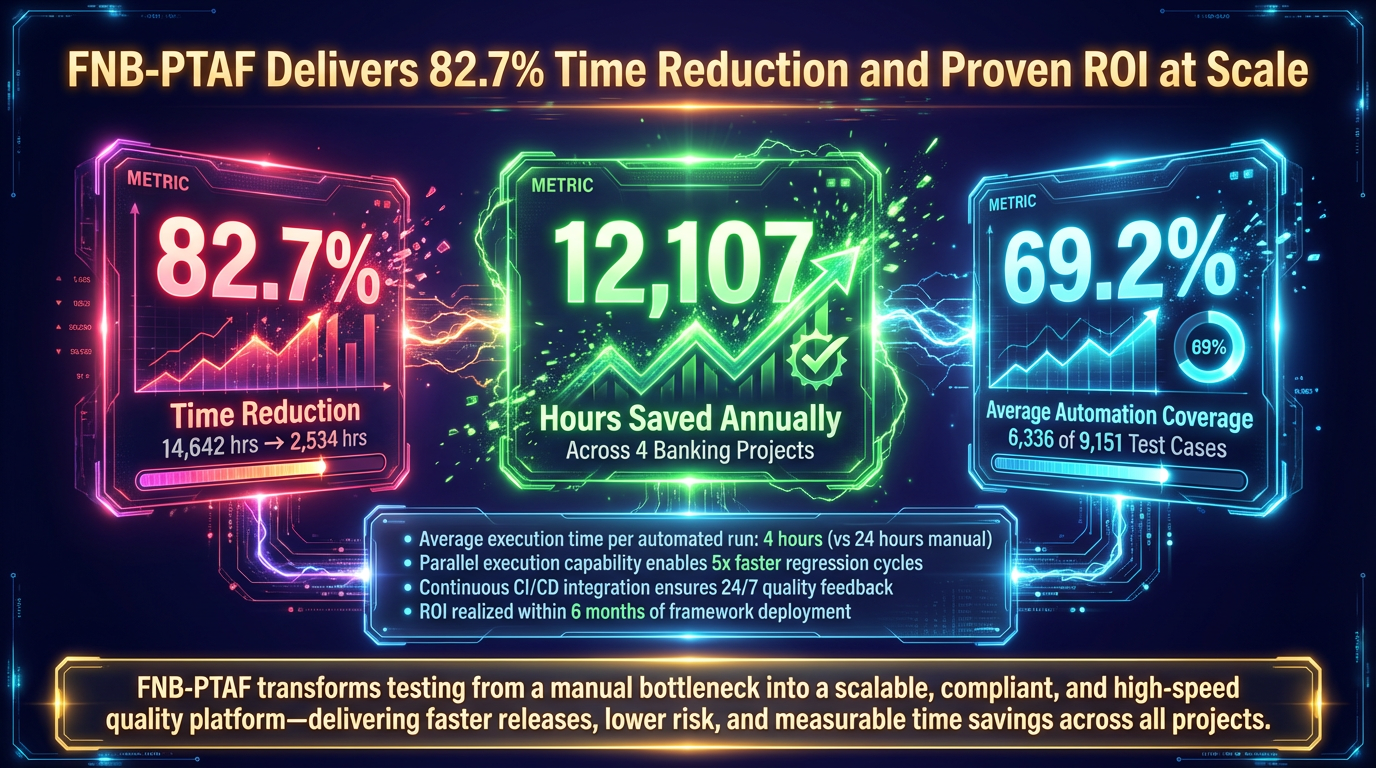 FNB-PTAF Delivers 82.7% Time Reduction and Proven ROI at Scale
METRIC
82.7%
Time Reduction
14,642 hrs → 2,534 hrs
METRIC
12,107
Hours Saved Annually
Across 4 Banking Projects
METRIC
69.2%
69%
Average Automation Coverage
6,336 of 9,151 Test Cases
• Average execution time per automated run: 4 hours (vs 24 hours manual)
• Parallel execution capability enables 5x faster regression cycles
• Continuous CI/CD integration ensures 24/7 quality feedback
• ROI realized within 6 months of framework deployment
FNB-PTAF transforms testing from a manual bottleneck into a scalable, compliant, and high-speed
quality platform—delivering faster releases, lower risk, and measurable time savings across all projects.